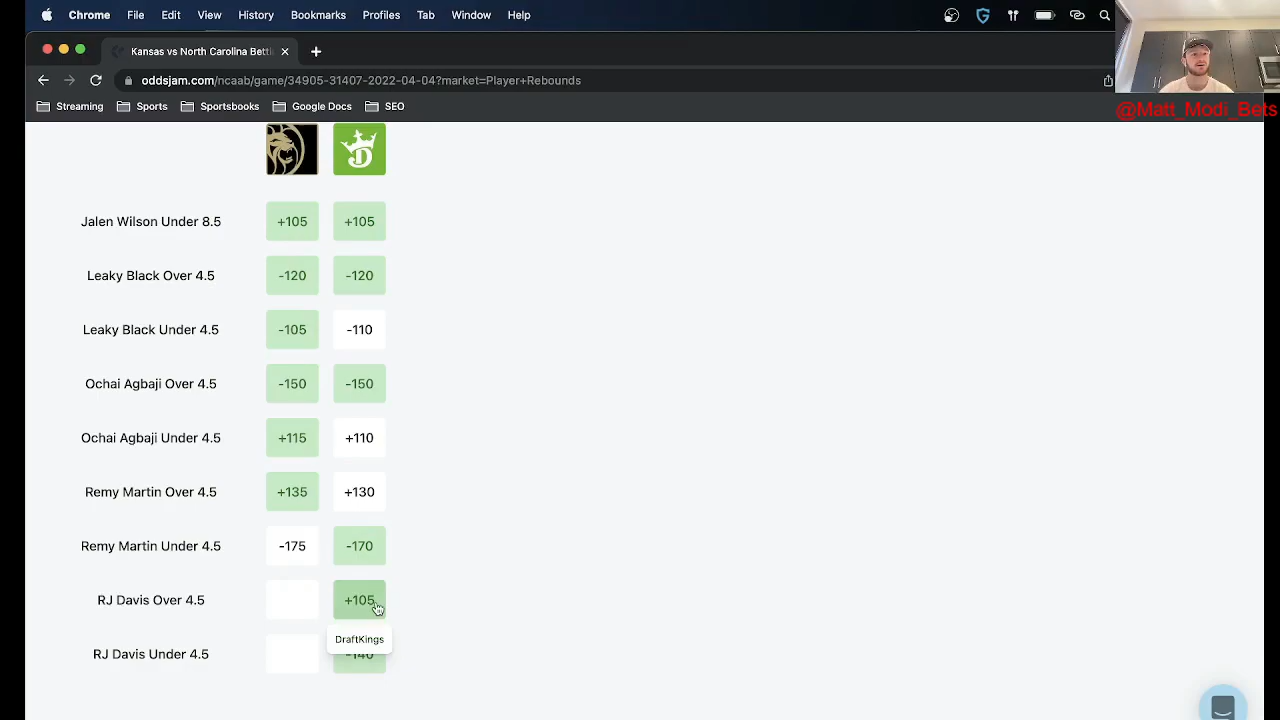 Chrome File Edit View History Bookmarks Profiles Tab Window Help
Kansas vs North Carolina Betti
oddsjam.com/ncaab/game/34905-31407-2022-04-04?market=Player+Rebounds
Streaming Sports Sportsbooks Google Docs SEO
@Matt_Modi_Bets
Jalen Wilson Under 8.5 +105 +105
Leaky Black Over 4.5 -120 -120
Leaky Black Under 4.5 -105 -110
Ochai Agbaji Over 4.5 -150 -150
Ochai Agbaji Under 4.5 +115 +110
Remy Martin Over 4.5 +135 +130
Remy Martin Under 4.5 -175 -170
RJ Davis Over 4.5 +105
DraftKings
RJ Davis Under 4.5 -140